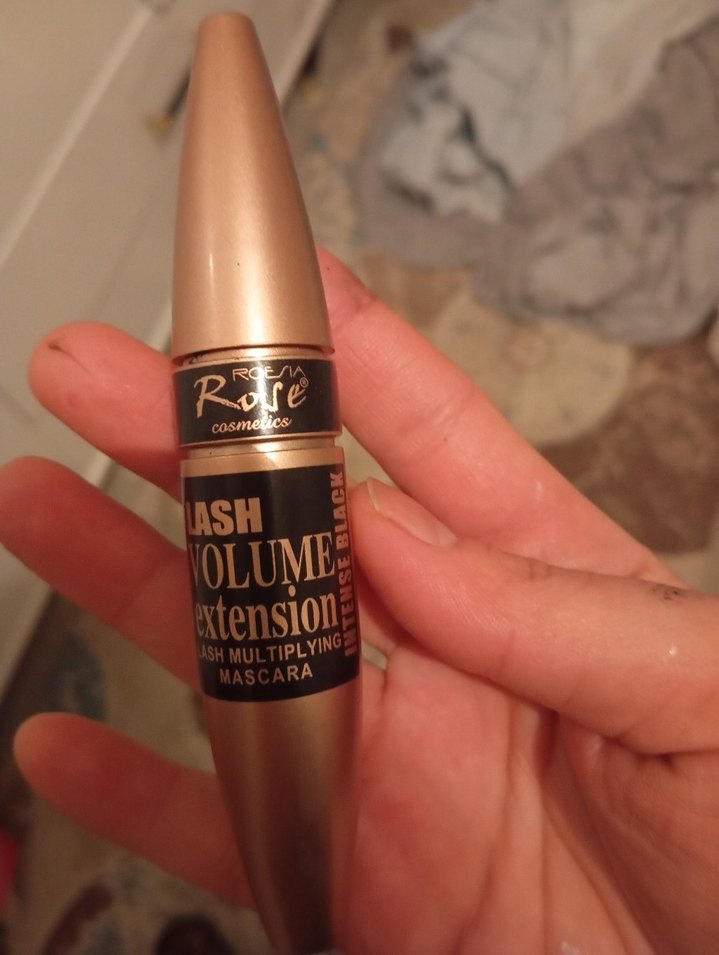 ROESIA
Rose®
cosmetics
LASH
VOLUME
extension
LASH MULTIPLYING
MASCARA
INTENSE BLACK